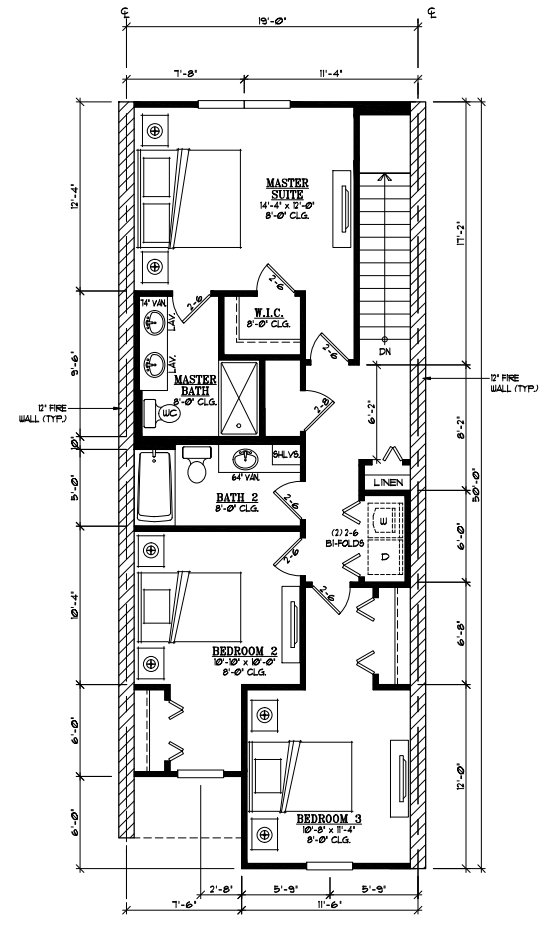 ℄ ℄
19'-0"
7'-8" 11'-4"
12'-4"
MASTER
SUITE
14'-4" x 12'-0"
8'-0" CLG.
17'-2"
2-6
2-6
W.I.C.
8'-0" CLG.
74" VAN.
LAV.
LAV.
2-6
DN
9'-6"
MASTER
BATH
8'-0" CLG.
WC
12" FIRE
WALL (TYP.)
12" FIRE
WALL (TYP.)
2-8
6'-2"
8'-2"
50'-0"
10"
SHLVS.
64" VAN.
LINEN
5'-0"
BATH 2
8'-0" CLG.
2-6
(2) 2-6
BI-FOLDS
D
6'-0"
2-6
2-6
10'-4"
BEDROOM 2
10'-10" x 10'-0"
8'-0" CLG.
6'-8"
6'-0"
12'-0"
BEDROOM 3
10'-8" x 11'-4"
8'-0" CLG.
6'-0"
2'-8" 5'-9" 5'-9"
7'-6" 11'-6"